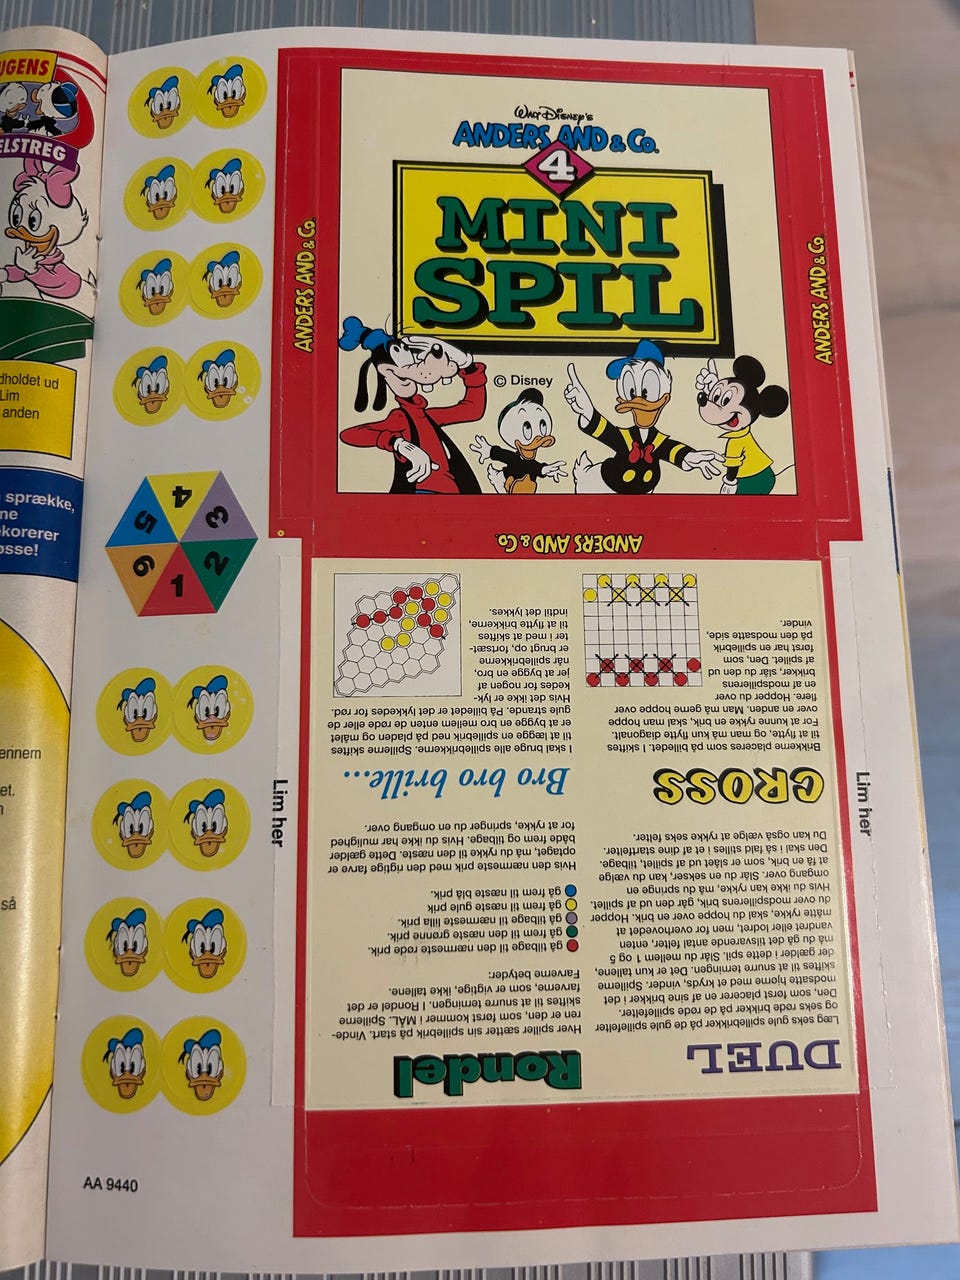 UGENS
ELSTREG
dholdet ud
Lim
anden
sprække,
ne
ekorerer
øsse!
ennem
et.
så
AA 9440
WALT DISNEY'S
ANDERS AND & Co.
4
MINI
SPIL
© Disney
ANDERS AND & Co.
ANDERS AND & Co.
ANDERS AND & Co.
1
2
3
4
5
6
Lim her
Lim her
DUEL
Læg seks gule spillebrikker på de gule spillefelter
og seks røde brikker på de røde spillefelter.
Den, som først placerer en af sine brikker i det
modsatte hjørne med et kryds, vinder. Spillerne
skiftes til at snurre terningen. Det er kun tallene,
der gælder i dette spil. Slår du mellem 1 og 5
må du gå det tilsvarende antal felter, enten
vandret eller lodret, men for overhovedet at
måtte rykke, skal du hoppe over en brik. Hopper
du over modspillerens brik, går den ud af spillet.
Hvis du ikke kan rykke, må du springe en
omgang over. Slår du en sekser, kan du vælge
at få en brik, som er slået ud af spillet, tilbage.
Den skal i så fald stilles i et af dine startfelter.
Du kan også vælge at rykke seks felter.
CROSS
Brikkerne placeres som på billedet. I skiftes
til at flytte, og man må kun flytte diagonalt.
For at kunne rykke en brik, skal man hoppe
over en anden. Man må gerne hoppe over
flere. Hopper du over
en af modspillerens
brikker, slår du den ud
af spillet. Den, som
først har en spillebrik
på den modsatte side,
vinder.
Rondel
Hver spiller sætter sin spillebrik på start. Vinde-
ren er den, som først kommer i MÅL. Spillerne
skiftes til at snurre terningen. I Rondel er det
farverne, som er vigtige, ikke tallene.
Farverne betyder:
gå tilbage til den nærmeste røde prik.
gå frem til den næste grønne prik.
gå tilbage til nærmeste lilla prik.
gå frem til næste gule prik
gå frem til næste blå prik.
Hvis den nærmeste prik med den rigtige farve er
optaget, må du rykke til den næste. Dette gælder
både frem og tilbage. Hvis du ikke har mulighed
for at rykke, springer du en omgang over.
Bro bro brille...
I skal bruge alle spillebrikkerne. Spillerne skiftes
til at lægge en spillebrik ned på pladen og målet
er at bygge en bro mellem enten de røde eller de
gule strande. På billedet er det lykkedes for rød.
Hvis det ikke er lyk-
kedes for nogen af
jer at bygge en bro,
når spillebrikkerne
er brugt op, fortsæt-
ter i med at skiftes
til at flytte brikkerne,
indtil det lykkes.